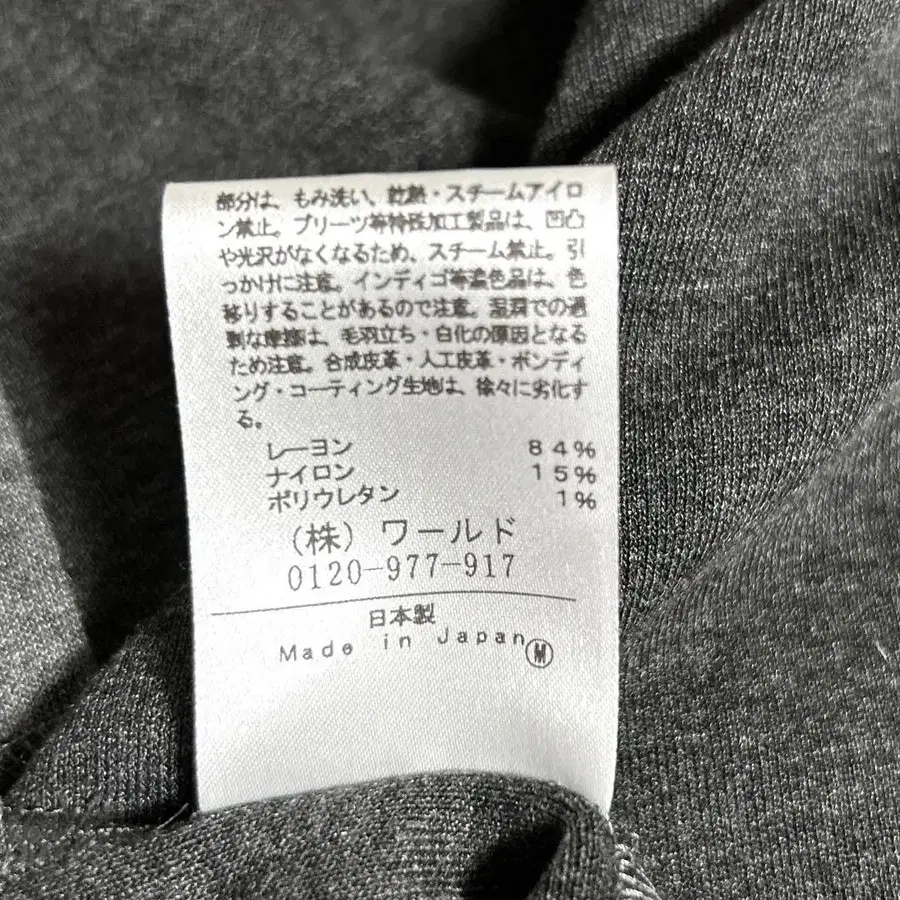 部分は、もみ洗い、乾熱・スチームアイロ
ン禁止。プリーツ等特殊加工製品は、凹凸
や光沢がなくなるため、スチーム禁止。引
っかけに注意。インディゴ等濃色品は、色
移りすることがあるので注意。湿潤での過
剰な摩擦は、毛羽立ち・白化の原因となる
ため注意。合成皮革・人工皮革・ボンディ
ング・コーティング生地は、徐々に劣化す
る。
レーヨン 84%
ナイロン 15%
ポリウレタン 1%
(株) ワールド
0120-977-917
日本製
Made in Japan Ⓜ